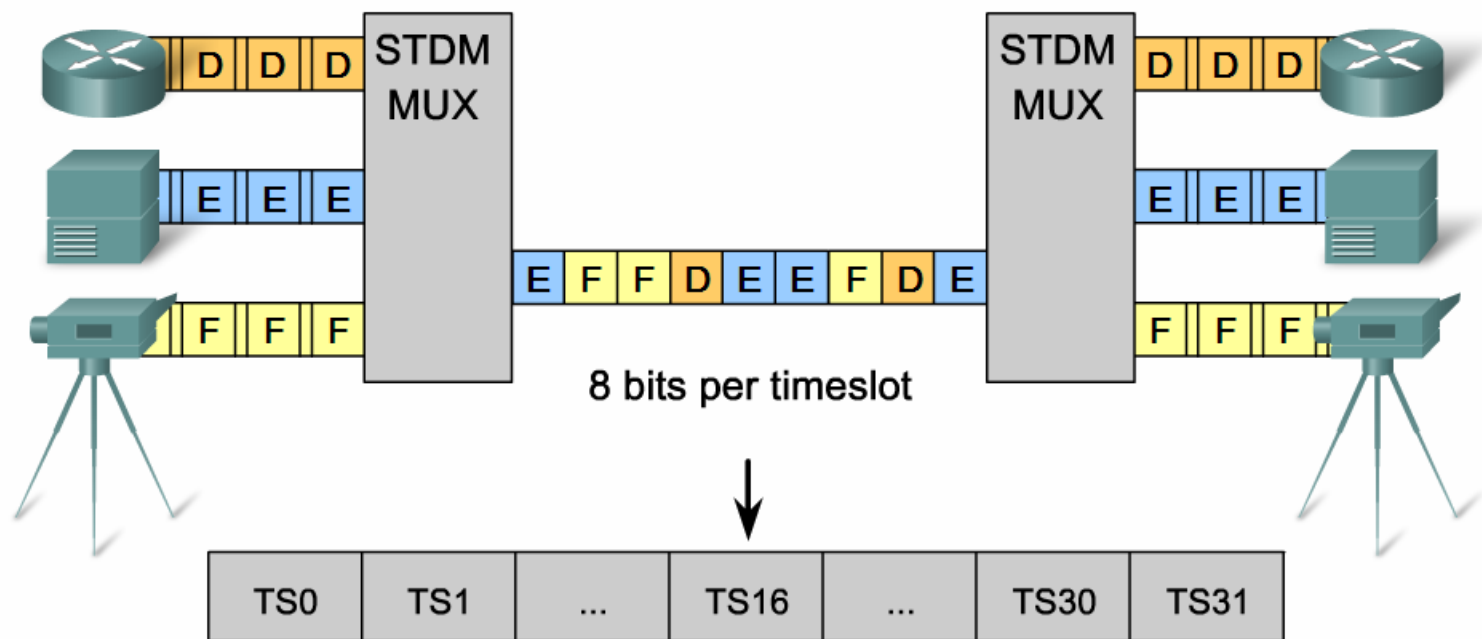 D D D
STDM
MUX
STDM
MUX
D D D
E E E
E E E
E F F D E E F D E
F F F
F F F
8 bits per timeslot
TS0 TS1 ... TS16 ... TS30 TS31